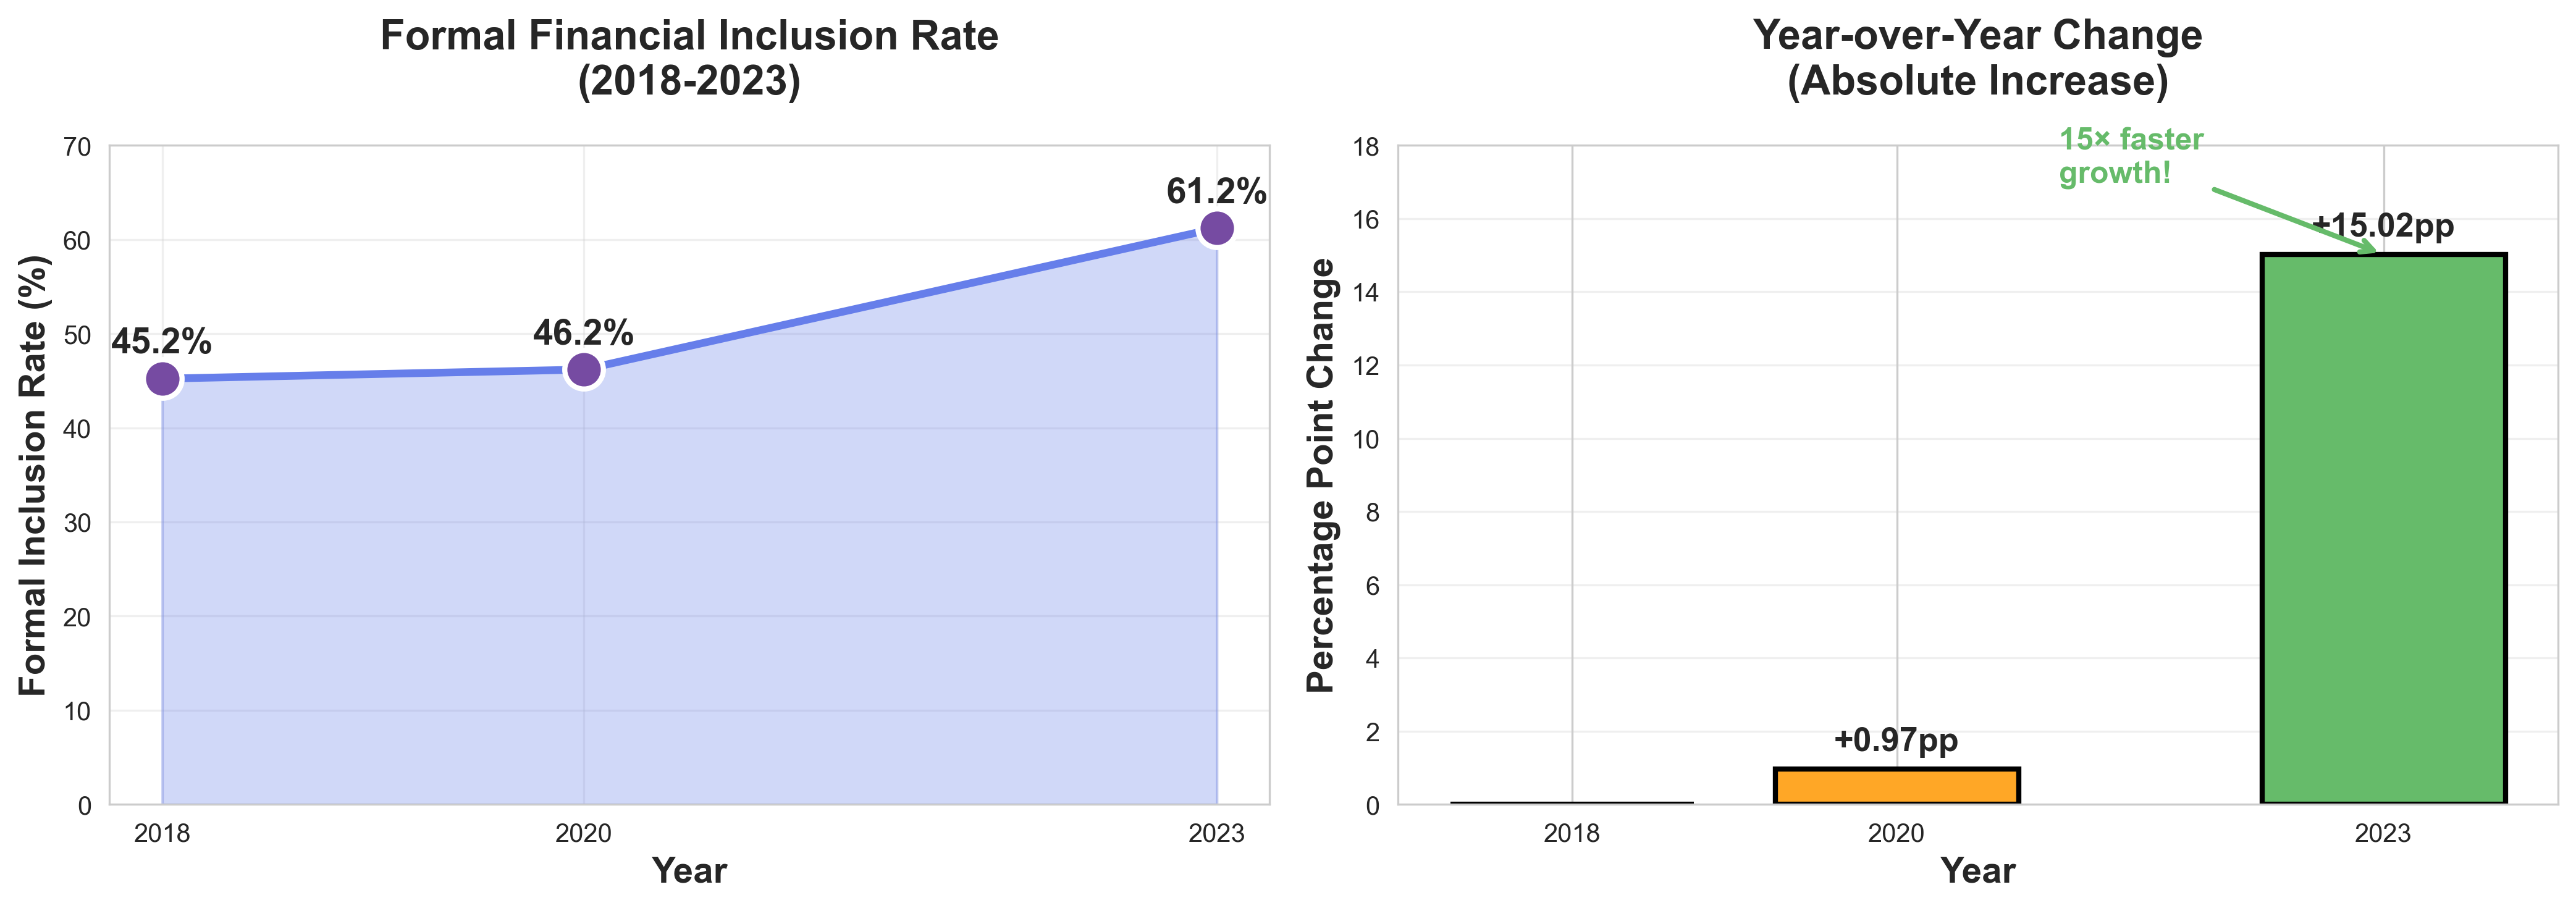 Formal Financial Inclusion Rate
(2018-2023)
70
60
50
40
30
20
10
0
Formal Inclusion Rate (%)
45.2%
46.2%
61.2%
2018
2020
2023
Year
Year-over-Year Change
(Absolute Increase)
15× faster
growth!
18
16
14
12
10
8
6
4
2
0
Percentage Point Change
+0.97pp
+15.02pp
2018
2020
2023
Year